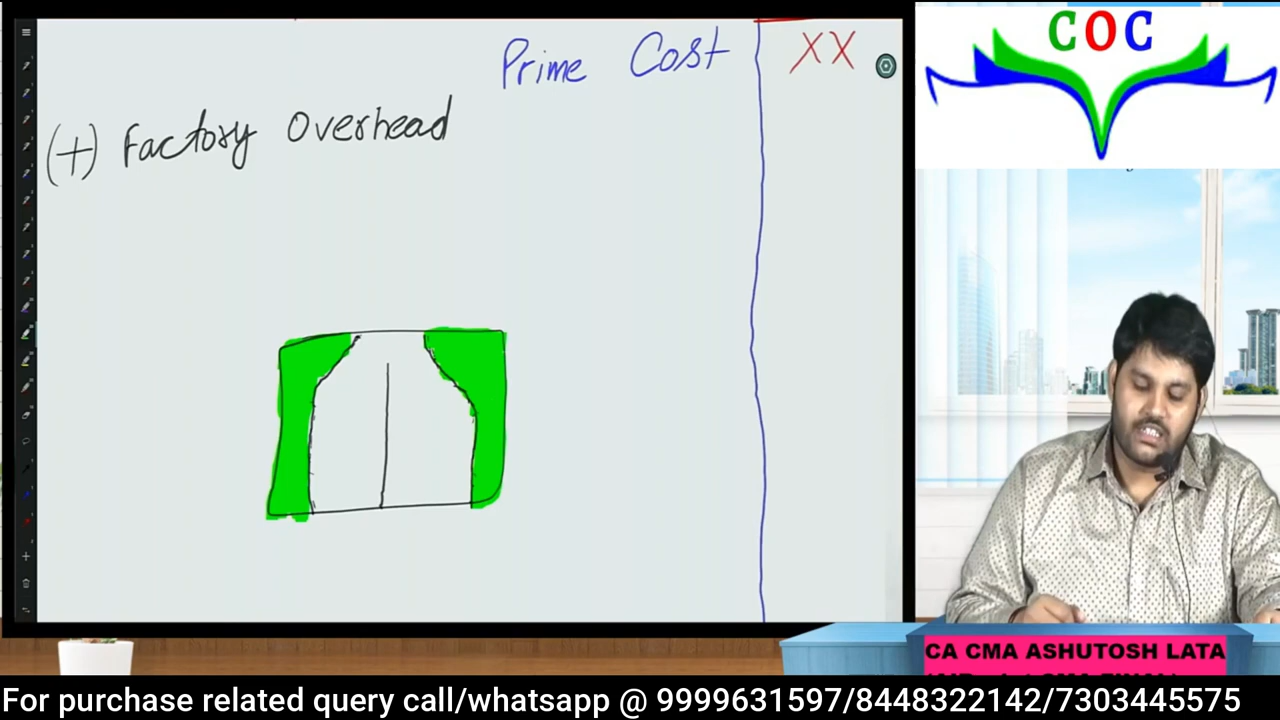 Prime Cost XX
(+) Factory Overhead
COC
CA CMA ASHUTOSH LATA
For purchase related query call/whatsapp @ 9999631597/8448322142/7303445575